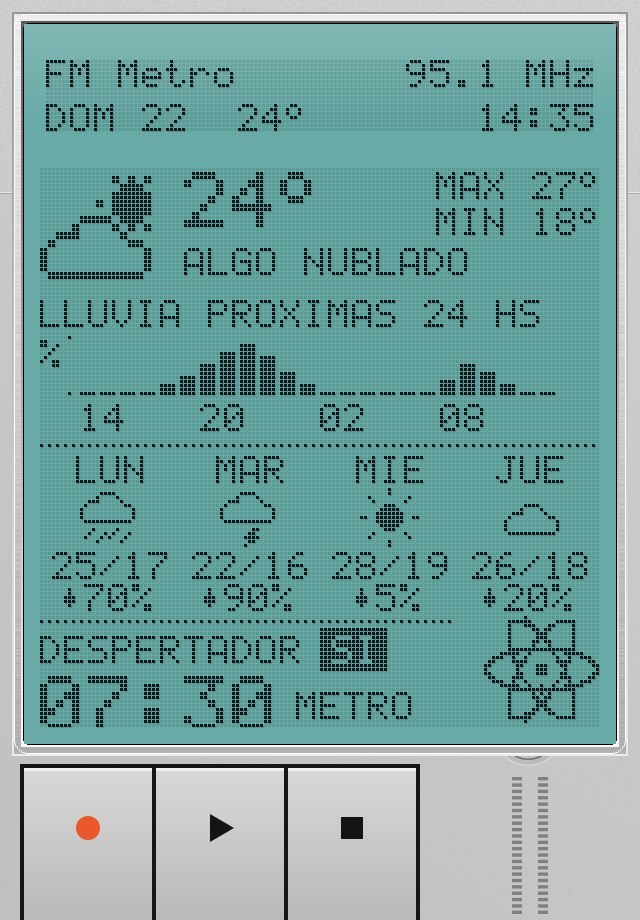 FM Metro 95.1 MHz
DOM 22 24° 14:35
24° MAX 27°
MIN 18°
ALGO NUBLADO
LLUVIA PROXIMAS 24 HS
%
14 20 02 08
LUN MAR MIE JUE
25/17 22/16 28/19 26/18
70% 90% 5% 20%
DESPERTADOR SI
07:30 METRO